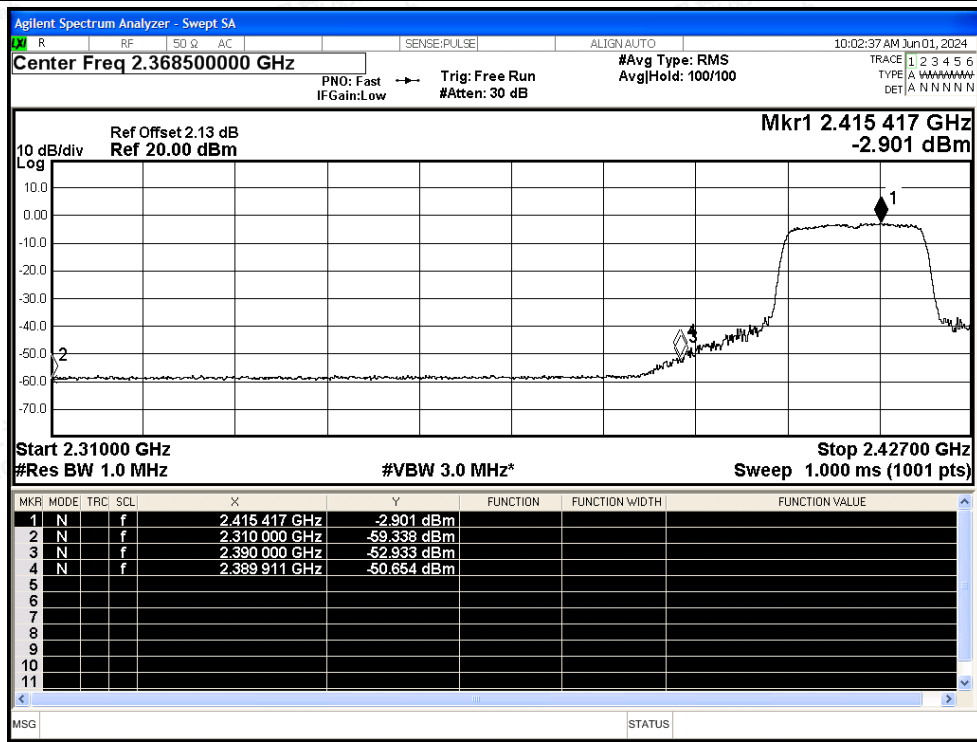 Agilent Spectrum Analyzer - Swept SA
LXI R RF 50 Ω AC SENSE:PULSE ALIGN AUTO 10:02:37 AM Jun 01, 2024
Center Freq 2.368500000 GHz #Avg Type: RMS TRACE 1 2 3 4 5 6
PNO: Fast Trig: Free Run Avg|Hold: 100/100 TYPE A WWWWW
IFGain:Low #Atten: 30 dB DET A N N N N N
Mkr1 2.415 417 GHz
Ref Offset 2.13 dB -2.901 dBm
10 dB/div Ref 20.00 dBm
Log
10.0
1
0.00
-10.0
-20.0
-30.0
-40.0
4
3
-50.0
2
-60.0
-70.0
Start 2.31000 GHz Stop 2.42700 GHz
#Res BW 1.0 MHz #VBW 3.0 MHz* Sweep 1.000 ms (1001 pts)
MKR MODE TRC SCL X Y FUNCTION FUNCTION WIDTH FUNCTION VALUE
1 N f 2.415 417 GHz -2.901 dBm
2 N f 2.310 000 GHz -59.338 dBm
3 N f 2.390 000 GHz -52.933 dBm
4 N f 2.389 911 GHz -50.654 dBm
5
6
7
8
9
10
11
MSG STATUS